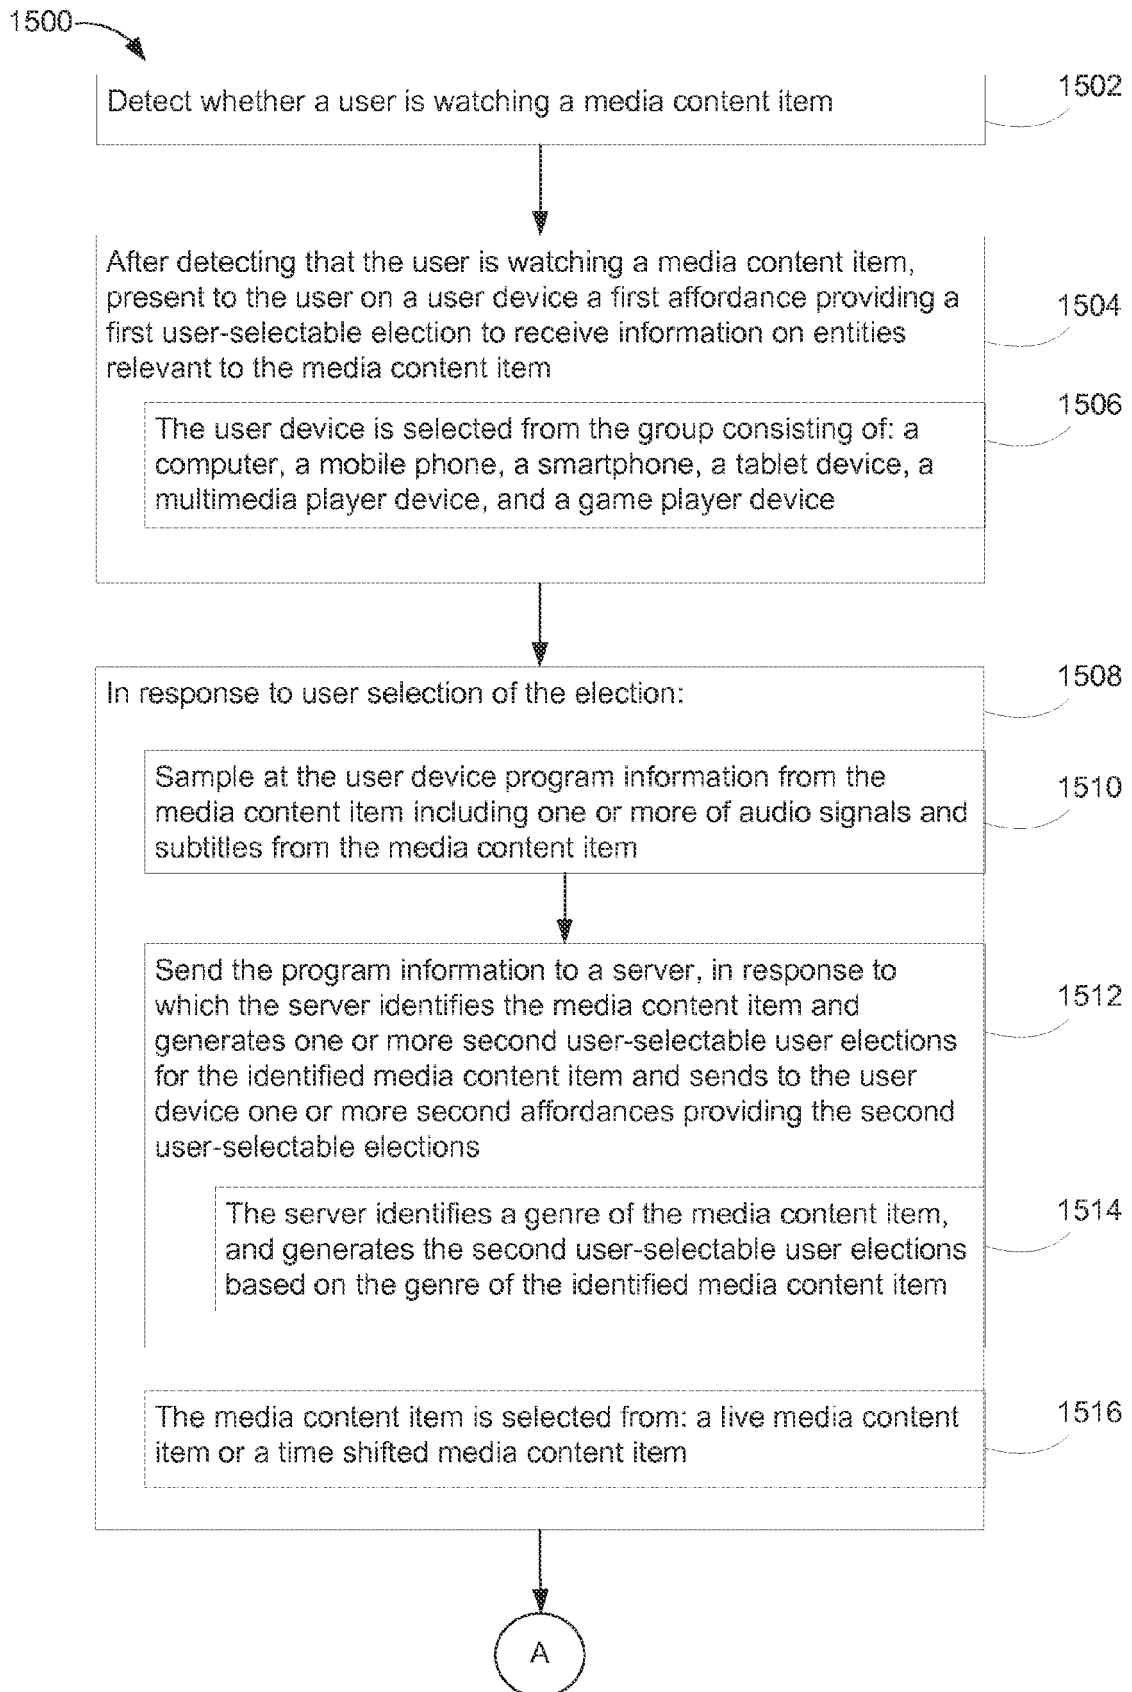 1500
Detect whether a user is watching a media content item
1502
After detecting that the user is watching a media content item,
present to the user on a user device a first affordance providing a
first user-selectable election to receive information on entities
relevant to the media content item
1504
The user device is selected from the group consisting of: a
computer, a mobile phone, a smartphone, a tablet device, a
multimedia player device, and a game player device
1506
In response to user selection of the election:
1508
Sample at the user device program information from the
media content item including one or more of audio signals and
subtitles from the media content item
1510
Send the program information to a server, in response to
which the server identifies the media content item and
generates one or more second user-selectable user elections
for the identified media content item and sends to the user
device one or more second affordances providing the second
user-selectable elections
1512
The server identifies a genre of the media content item,
and generates the second user-selectable user elections
based on the genre of the identified media content item
1514
The media content item is selected from: a live media content
item or a time shifted media content item
1516
A